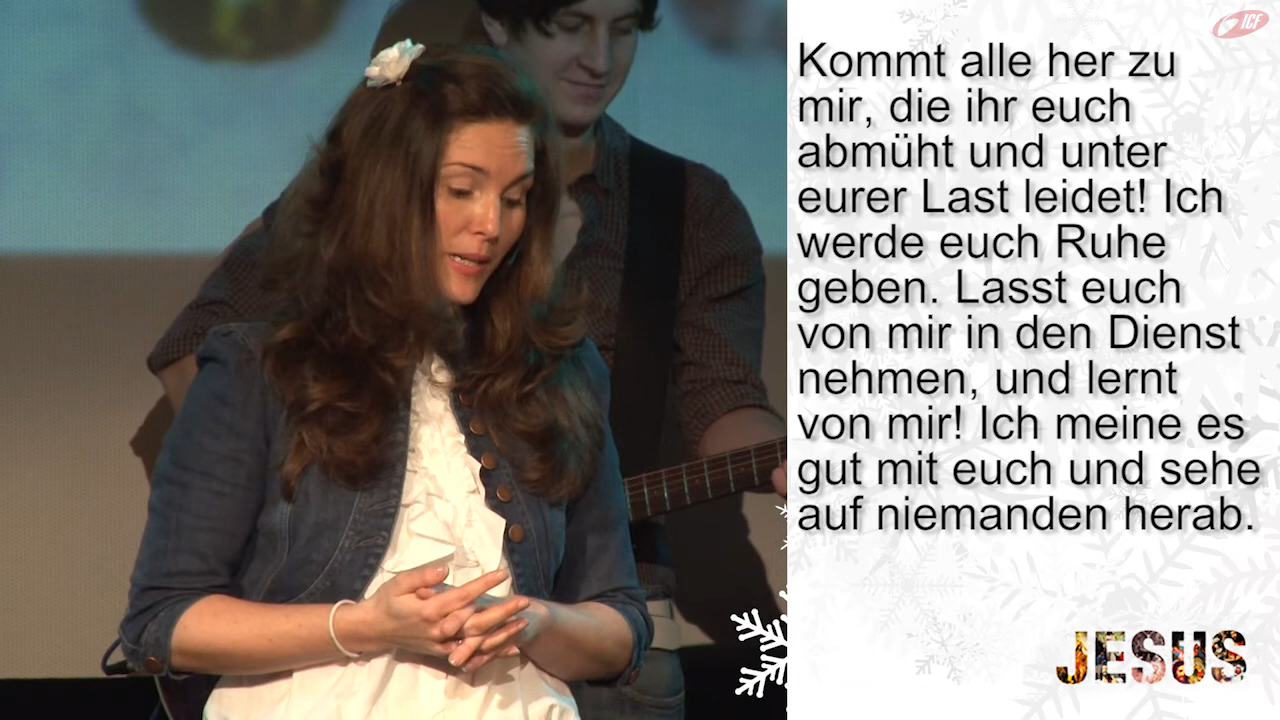 ICF
Kommt alle her zu
mir, die ihr euch
abmüht und unter
eurer Last leidet! Ich
werde euch Ruhe
geben. Lasst euch
von mir in den Dienst
nehmen, und lernt
von mir! Ich meine es
gut mit euch und sehe
auf niemanden herab.
JESUS